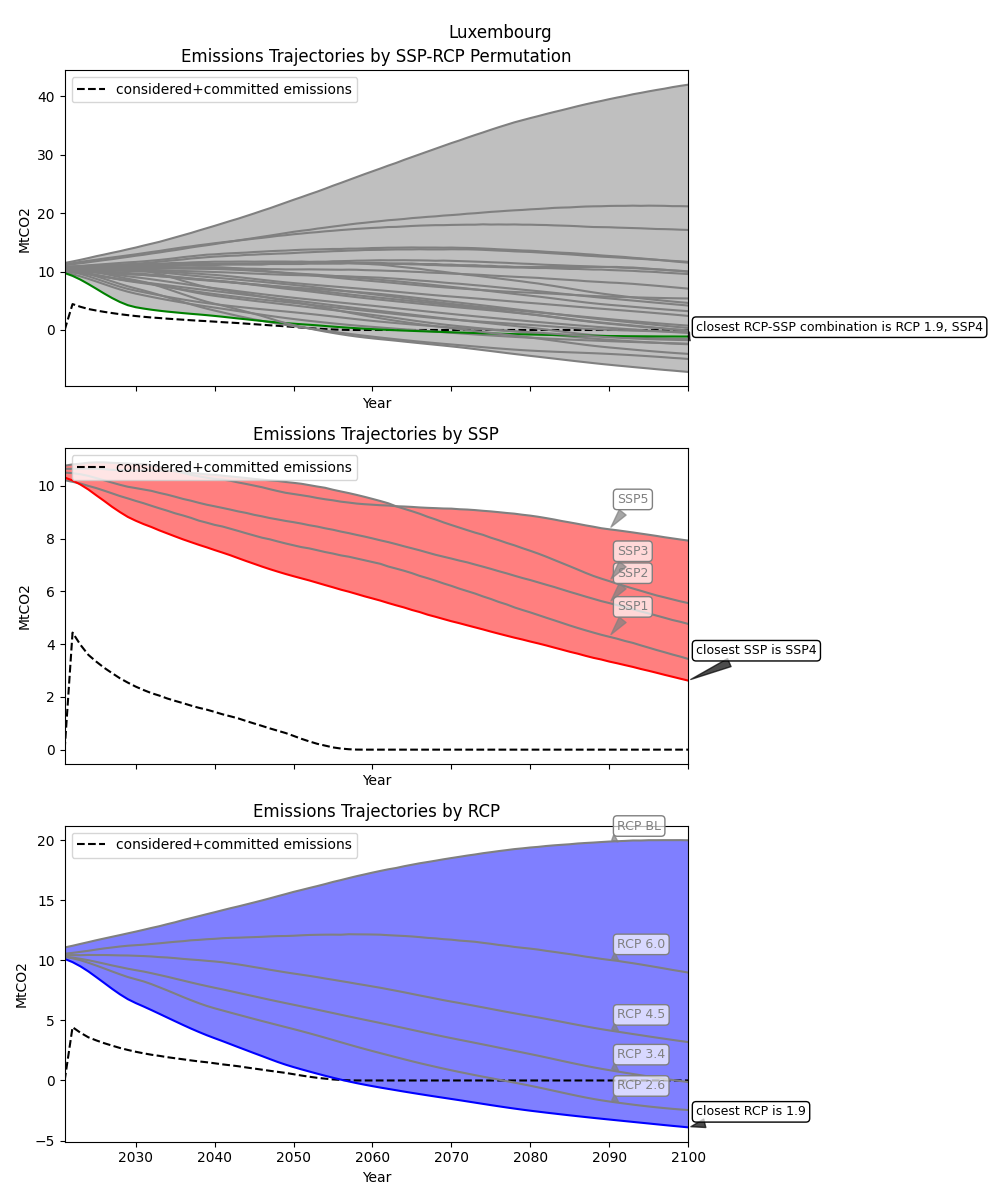 Luxembourg
Emissions Trajectories by SSP-RCP Permutation
considered+committed emissions
40
30
20
10
0
MtCO2
closest RCP-SSP combination is RCP 1.9, SSP4
Year
Emissions Trajectories by SSP
considered+committed emissions
10
8
6
4
2
0
MtCO2
SSP5
SSP3
SSP2
SSP1
closest SSP is SSP4
Year
Emissions Trajectories by RCP
considered+committed emissions
20
15
10
5
0
−5
MtCO2
RCP BL
RCP 6.0
RCP 4.5
RCP 3.4
RCP 2.6
closest RCP is 1.9
2030 2040 2050 2060 2070 2080 2090 2100
Year